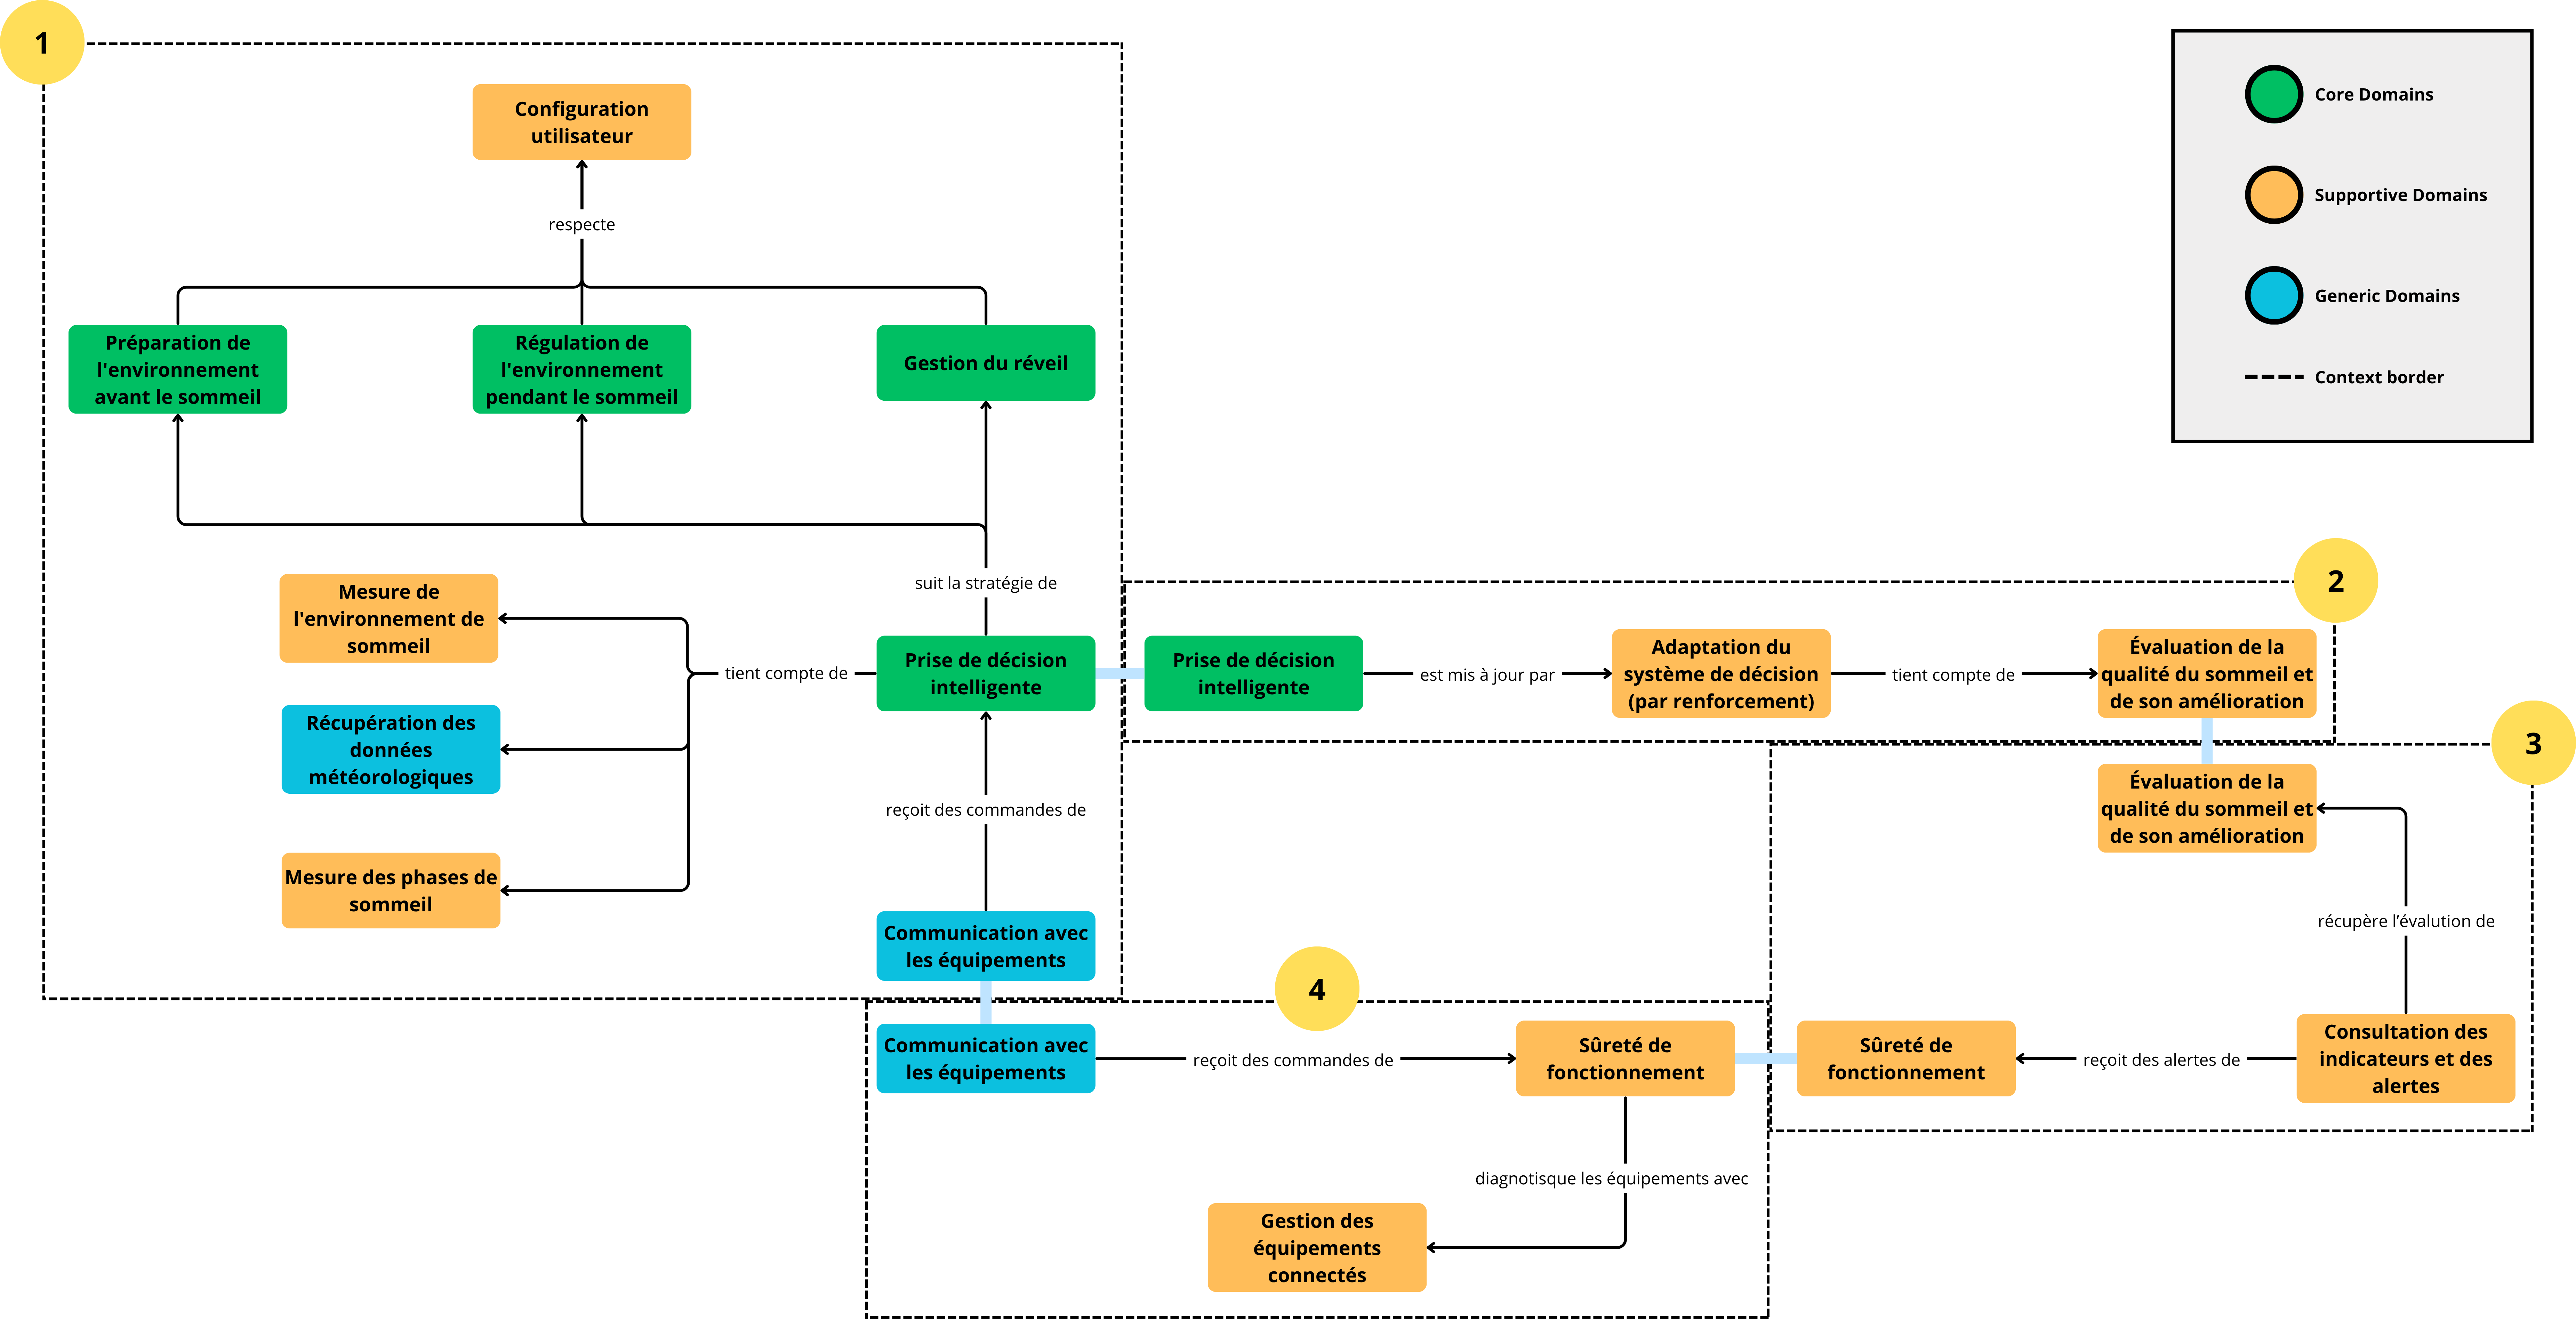 1
Configuration
utilisateur
respecte
Préparation de
l'environnement
avant le sommeil
Régulation de
l'environnement
pendant le sommeil
Gestion du réveil
suit la stratégie de
Mesure de
l'environnement de
sommeil
Récupération des
données
météorologiques
Mesure des phases de
sommeil
tient compte de
Prise de décision
intelligente
reçoit des commandes de
Communication avec
les équipements
2
Prise de décision
intelligente
est mis à jour par
Adaptation du
système de décision
(par renforcement)
tient compte de
Évaluation de la
qualité du sommeil et
de son amélioration
3
Évaluation de la
qualité du sommeil et
de son amélioration
récupère l’évalution de
Sûreté de
fonctionnement
reçoit des alertes de
Consultation des
indicateurs et des
alertes
4
Communication avec
les équipements
reçoit des commandes de
Sûreté de
fonctionnement
diagnotisque les équipements avec
Gestion des
équipements
connectés
Core Domains
Supportive Domains
Generic Domains
Context border